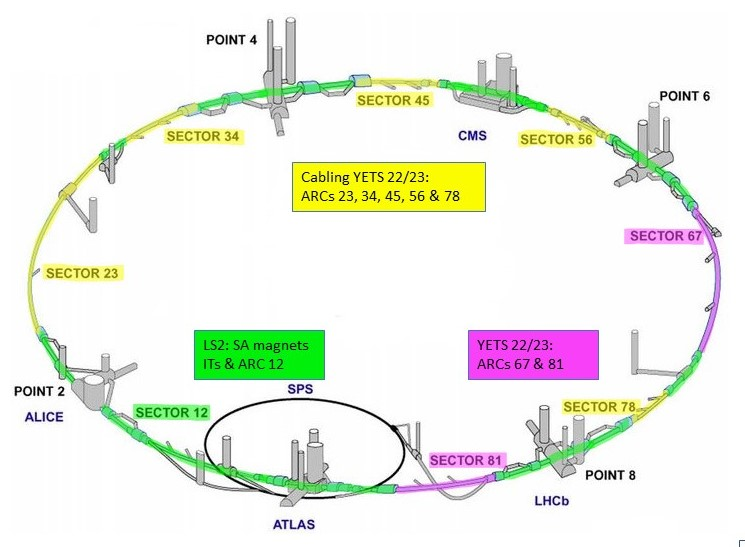 POINT 4
SECTOR 45
POINT 6
SECTOR 34
CMS
SECTOR 56
Cabling YETS 22/23:
ARCs 23, 34, 45, 56 & 78
SECTOR 67
SECTOR 23
LS2: SA magnets
ITs & ARC 12
YETS 22/23:
ARCs 67 & 81
SPS
POINT 2
ALICE
SECTOR 12
SECTOR 78
SECTOR 81
POINT 8
LHCb
ATLAS